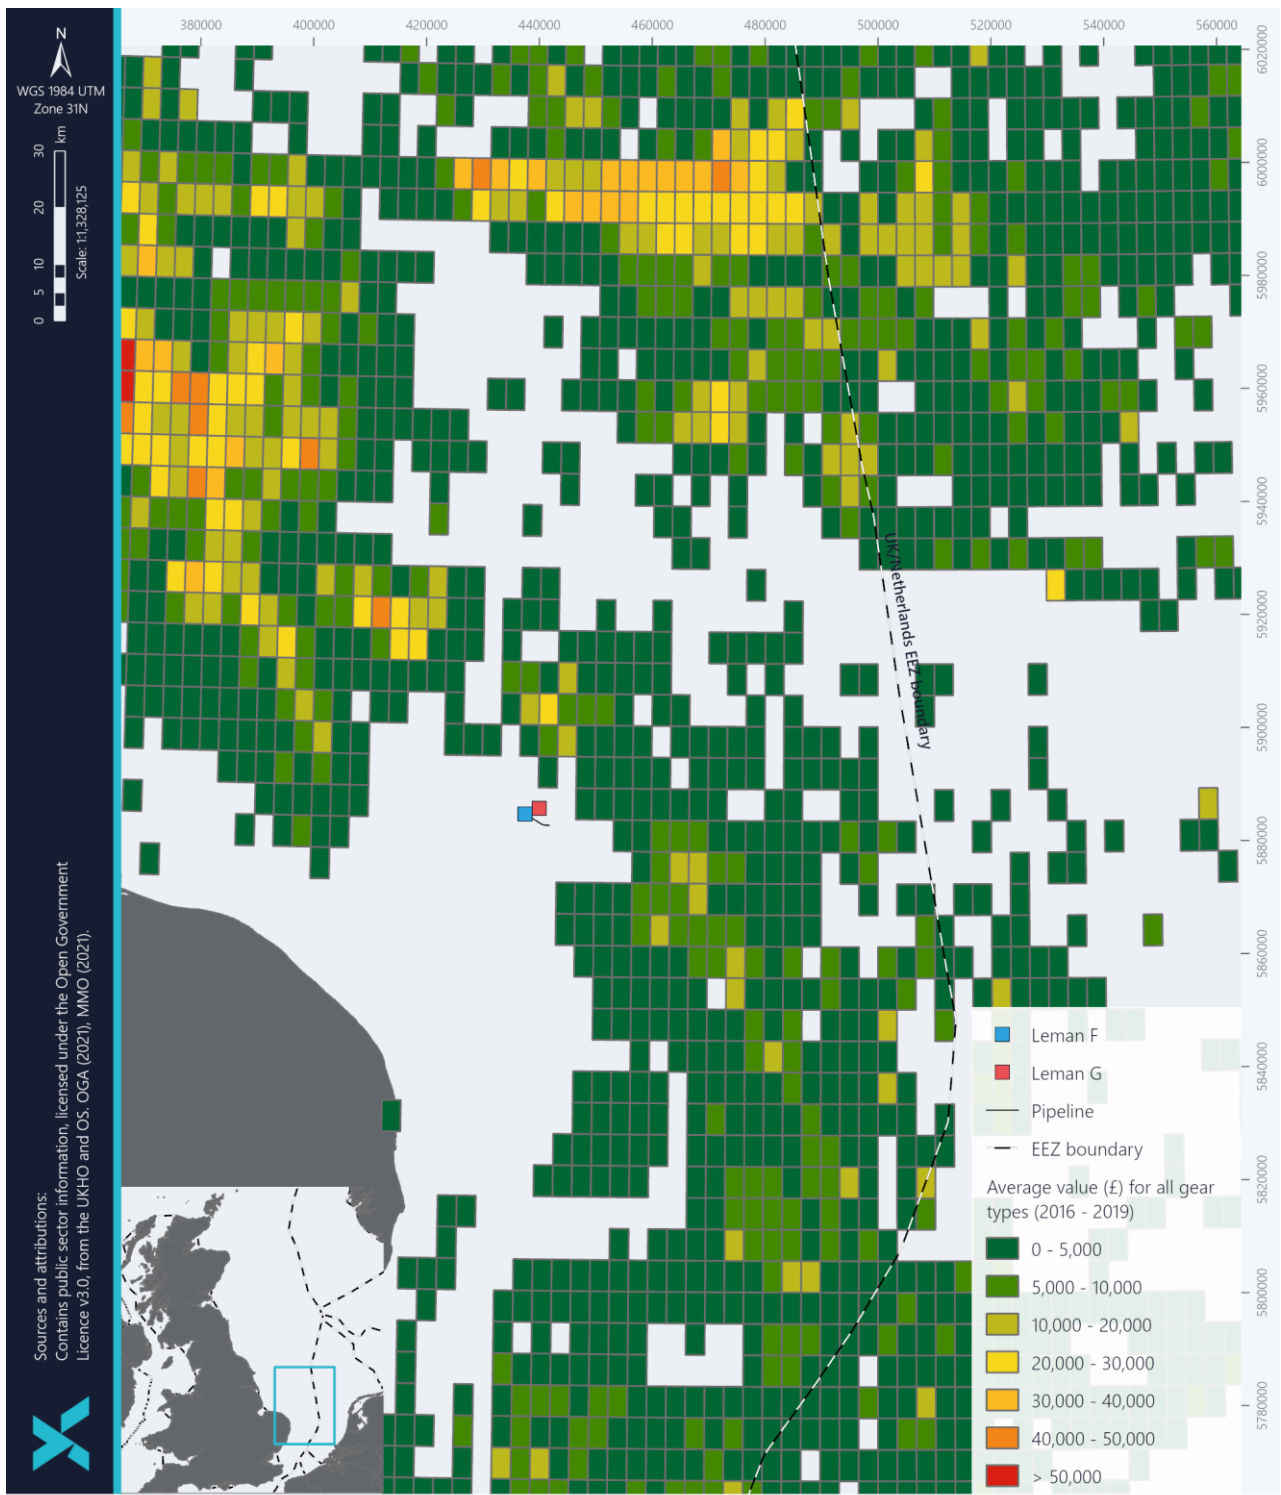 380000 400000 420000 440000 460000 480000 500000 520000 540000 560000
6020000
6000000
5980000
5960000
5940000
5920000
5900000
5880000
5860000
5840000
5820000
5800000
5780000
N
WGS 1984 UTM
Zone 31N
0 5 10 20 30 km
Scale: 1:1,328,125
Sources and attributions:
Contains public sector information, licensed under the Open Government
Licence v3.0, from the UKHO and OS. OGA (2021), MMO (2021).
UK/Netherlands EEZ boundary
Leman F
Leman G
Pipeline
EEZ boundary
Average value (£) for all gear
types (2016 - 2019)
0 - 5,000
5,000 - 10,000
10,000 - 20,000
20,000 - 30,000
30,000 - 40,000
40,000 - 50,000
> 50,000